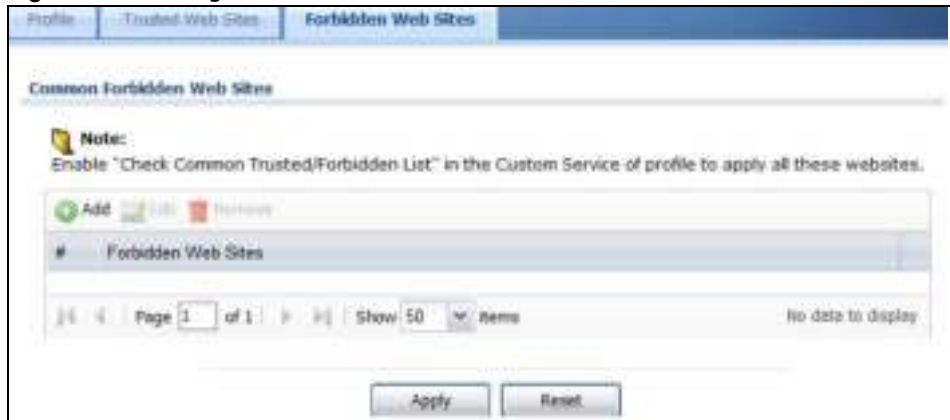 Profile Trusted Web Sites Forbidden Web Sites
Common Forbidden Web Sites
Note:
Enable "Check Common Trusted/Forbidden List" in the Custom Service of profile to apply all these websites.
Add Edit Remove
# Forbidden Web Sites
Page 1 of 1 Show 50 items No data to display
Apply Reset